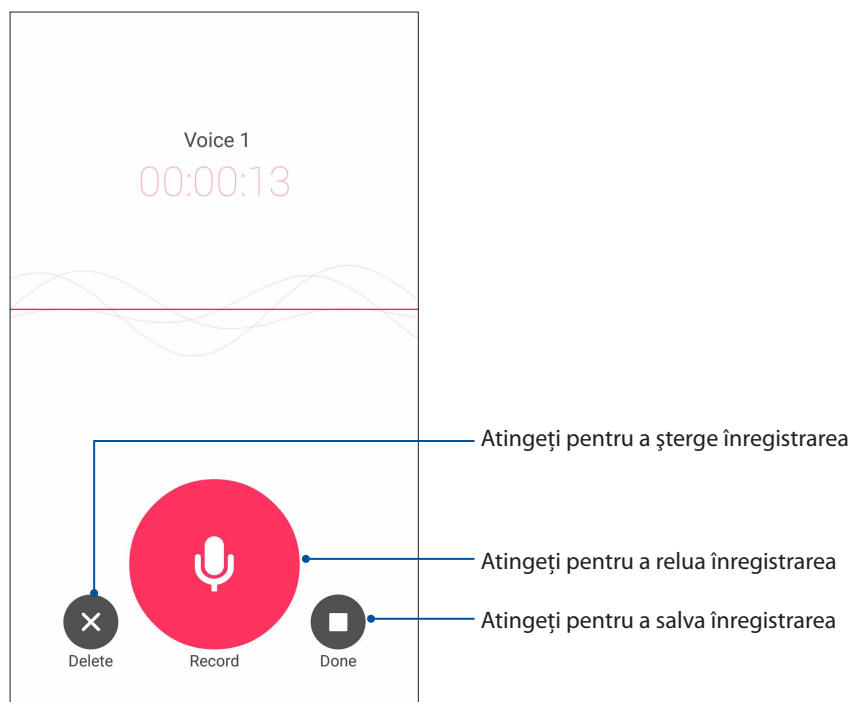 Voice 1
00:00:13
Atingeți pentru a şterge înregistrarea
Atingeți pentru a relua înregistrarea
Atingeți pentru a salva înregistrarea
Delete
Record
Done